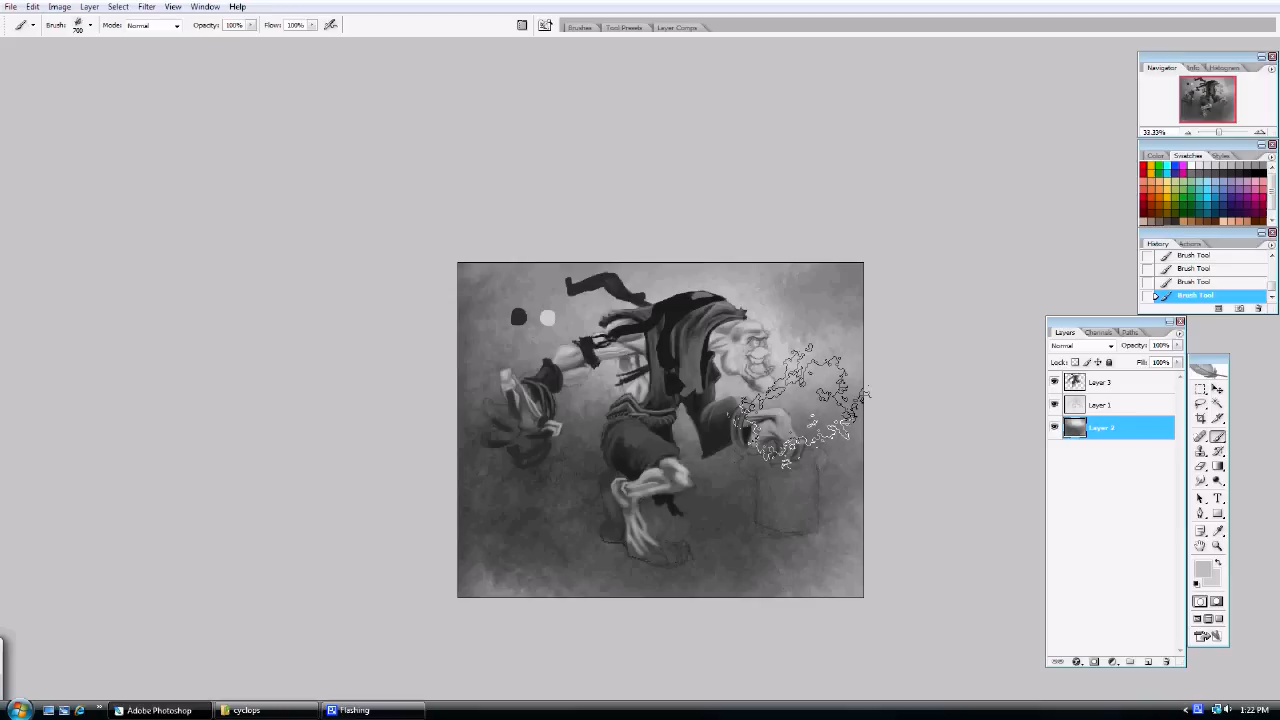 File Edit Image Layer Select Filter View Window Help
Brush: 700 Mode: Normal Opacity: 100% Flow: 100% Brushes Tool Presets Layer Comps
Navigator Info Histogram
33.33%
Color Swatches Styles
History Actions
Brush Tool
Brush Tool
Brush Tool
Brush Tool
Layers Channels Paths
Normal Opacity: 100%
Lock: Fill: 100%
Layer 3
Layer 1
Layer 2
Adobe Photoshop cyclops Flashing 1:22 PM